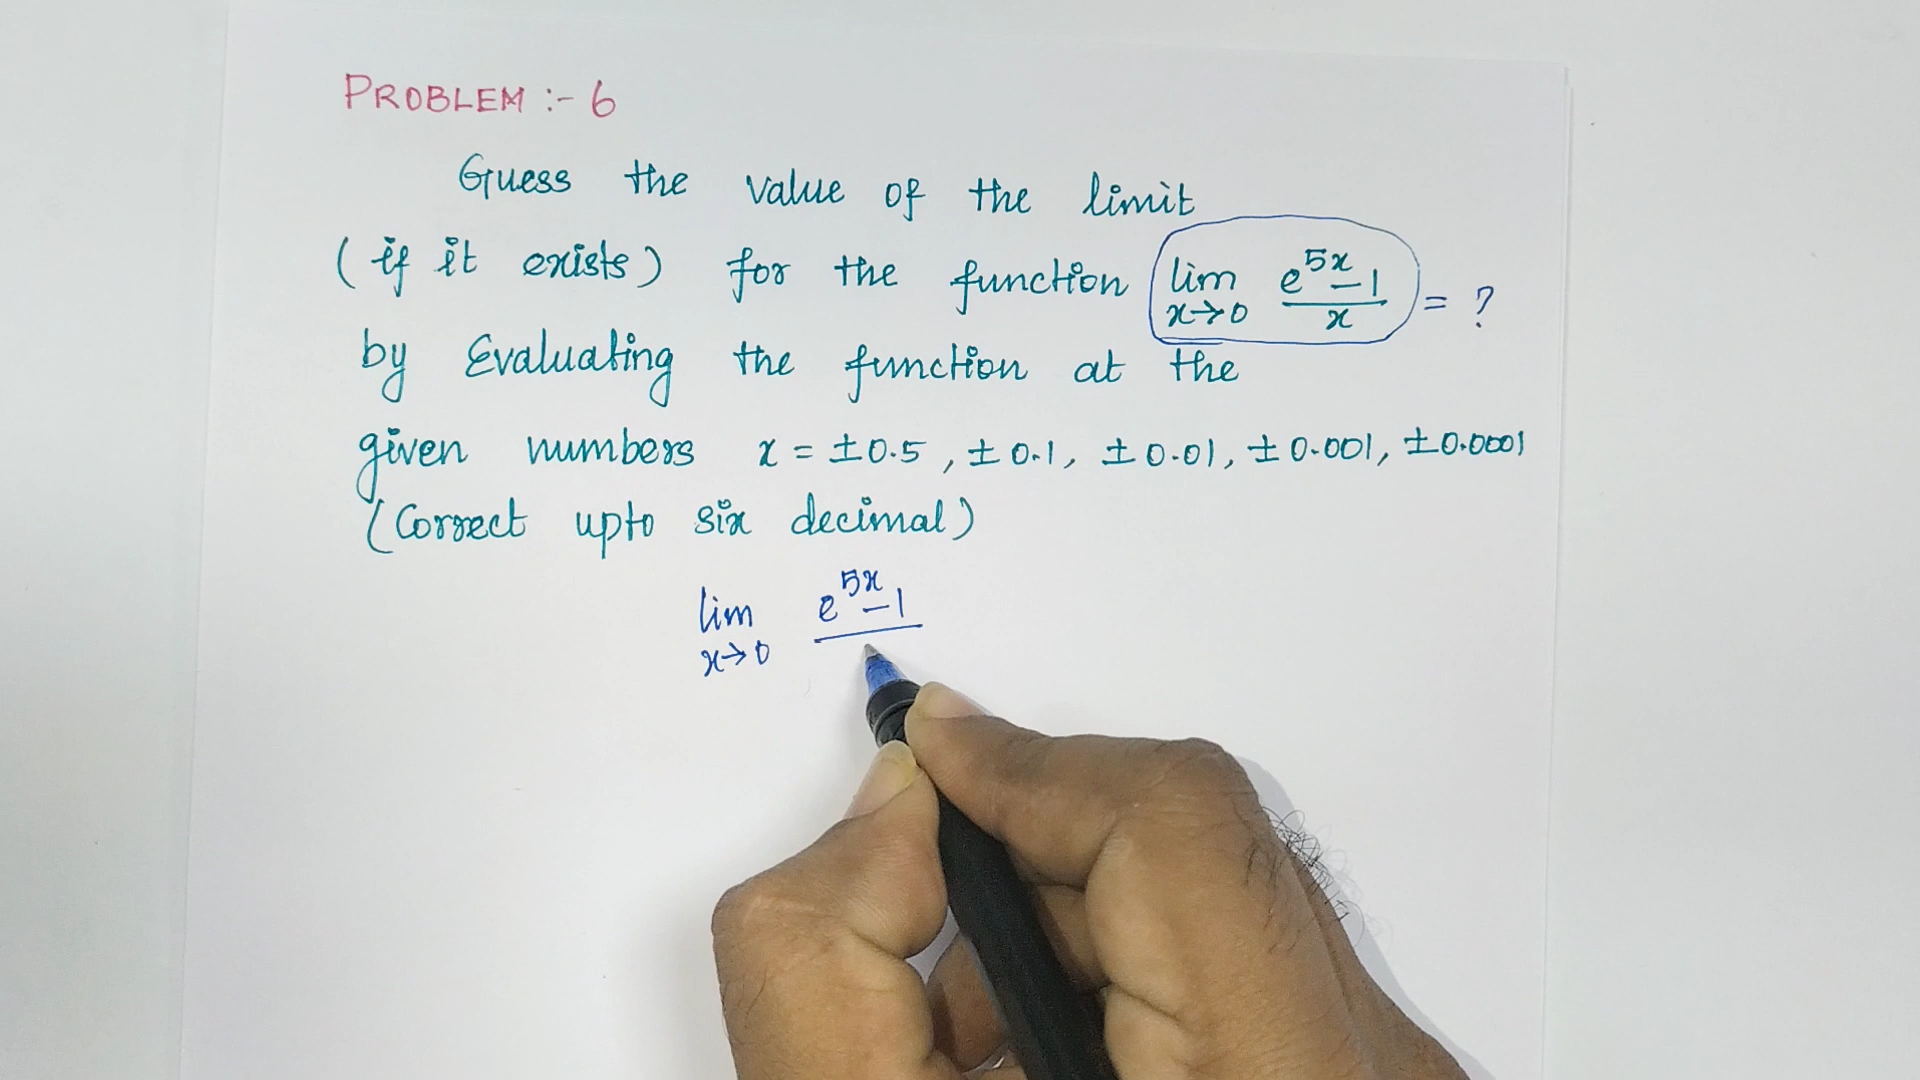 PROBLEM :- 6
Guess the value of the limit
(if it exists) for the function lim x→0 e^5x - 1 / x = ?
by Evaluating the function at the
given numbers x = ±0.5, ±0.1, ±0.01, ±0.001, ±0.0001
(Correct upto six decimal)
lim x→0 e^5x - 1